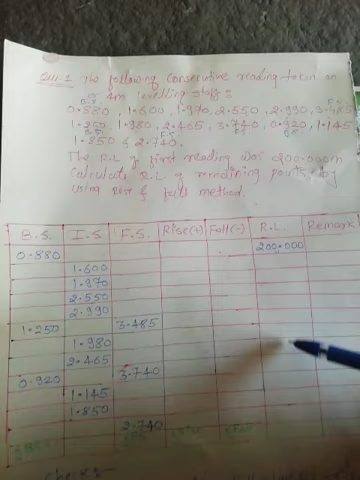 Que-1 The following consecutive reading taken on
a 4m levelling staff:
B.S. F.S.
0.880, 1.600, 1.970, 2.550, 2.990, 3.485
1.250 1.980, 2.465, 3.740, 0.920, 1.145
B.S. F.S. B.S. F.S.
1.850 & 2.740.
The R.L of first reading was 200.000m
Calculate R.L of remaining points by
using rise & fall method.
B.S. I.S F.S Rise(+) Fall(-) R.L. Remark
0.880 200.000
1.600
1.970
2.550
2.990
1.250 3.485
1.980
2.465
0.920 3.740
1.145
1.850
2.740